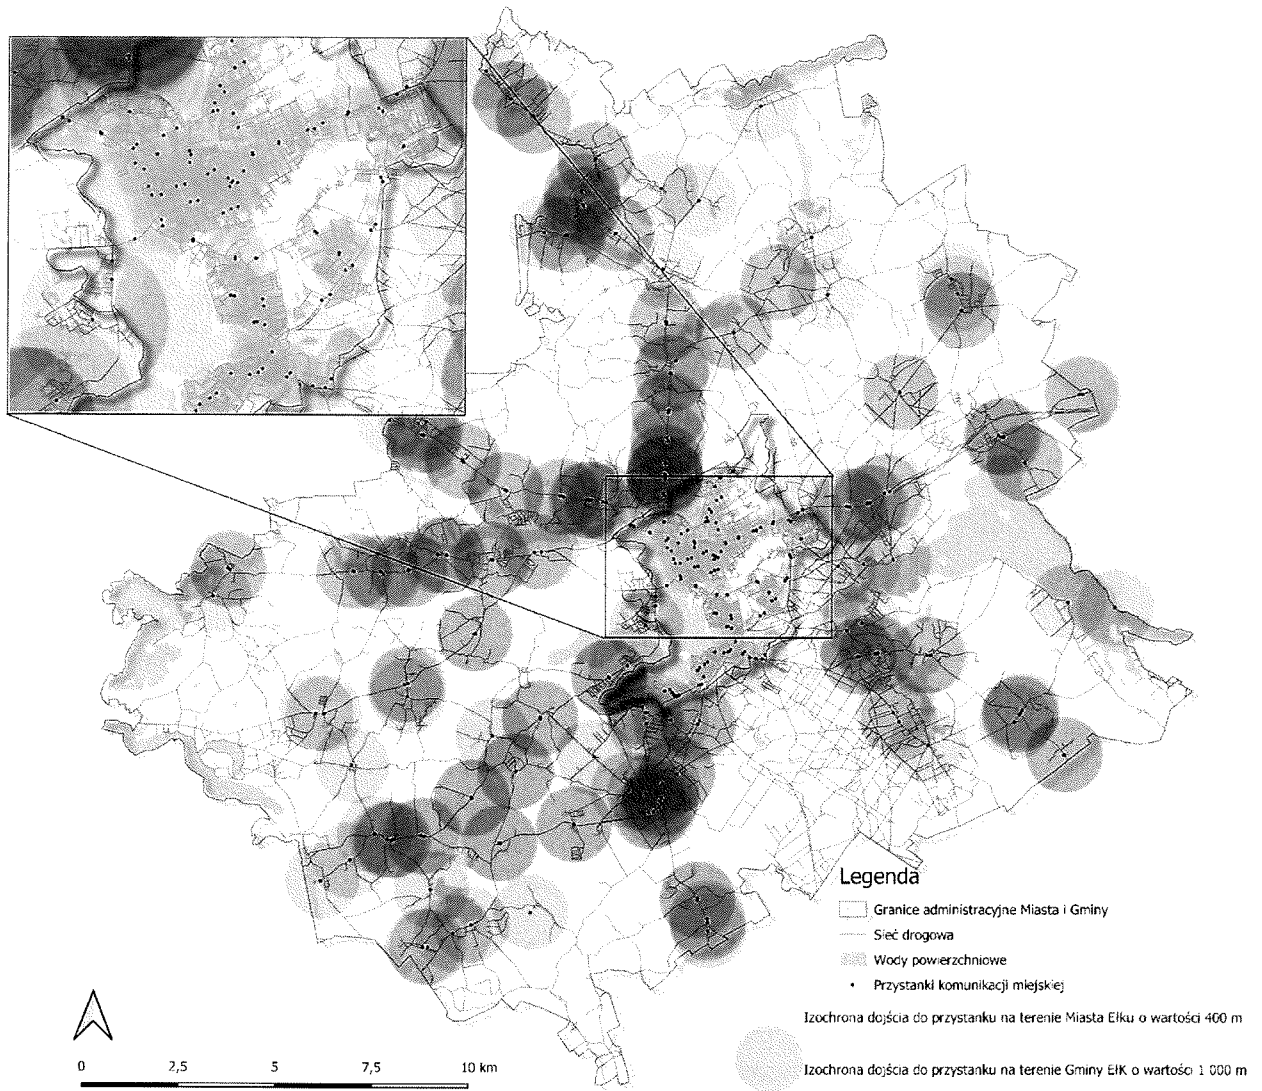 Legenda
Granice administracyjne Miasta i Gminy
Sieć drogowa
Wody powierzchniowe
Przystanki komunikacji miejskiej
Izochrona dojścia do przystanku na terenie Miasta Ełku o wartości 400 m
Izochrona dojścia do przystanku na terenie Gminy Ełk o wartości 1 000 m
0 2,5 5 7,5 10 km